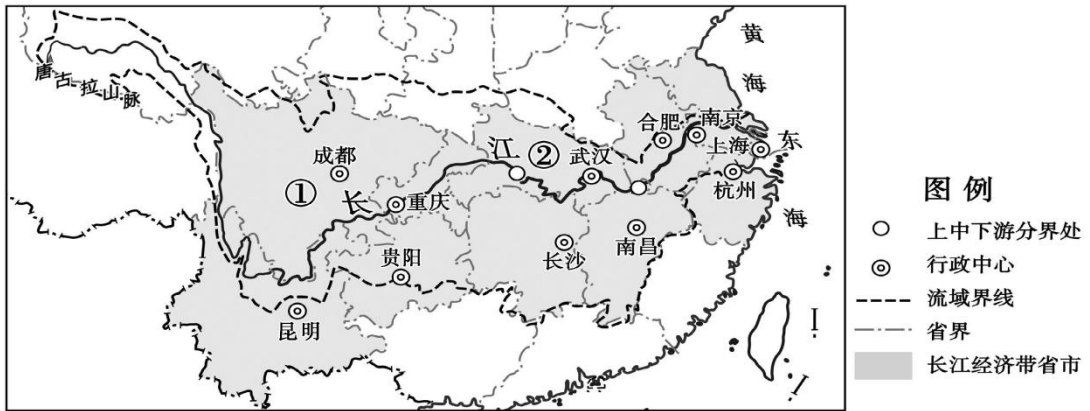 唐古拉山脉
黄海
东海
长江
①
②
成都
重庆
贵阳
昆明
武汉
长沙
南昌
合肥
南京
上海
杭州
图 例
上中下游分界处
行政中心
流域界线
省界
长江经济带省市